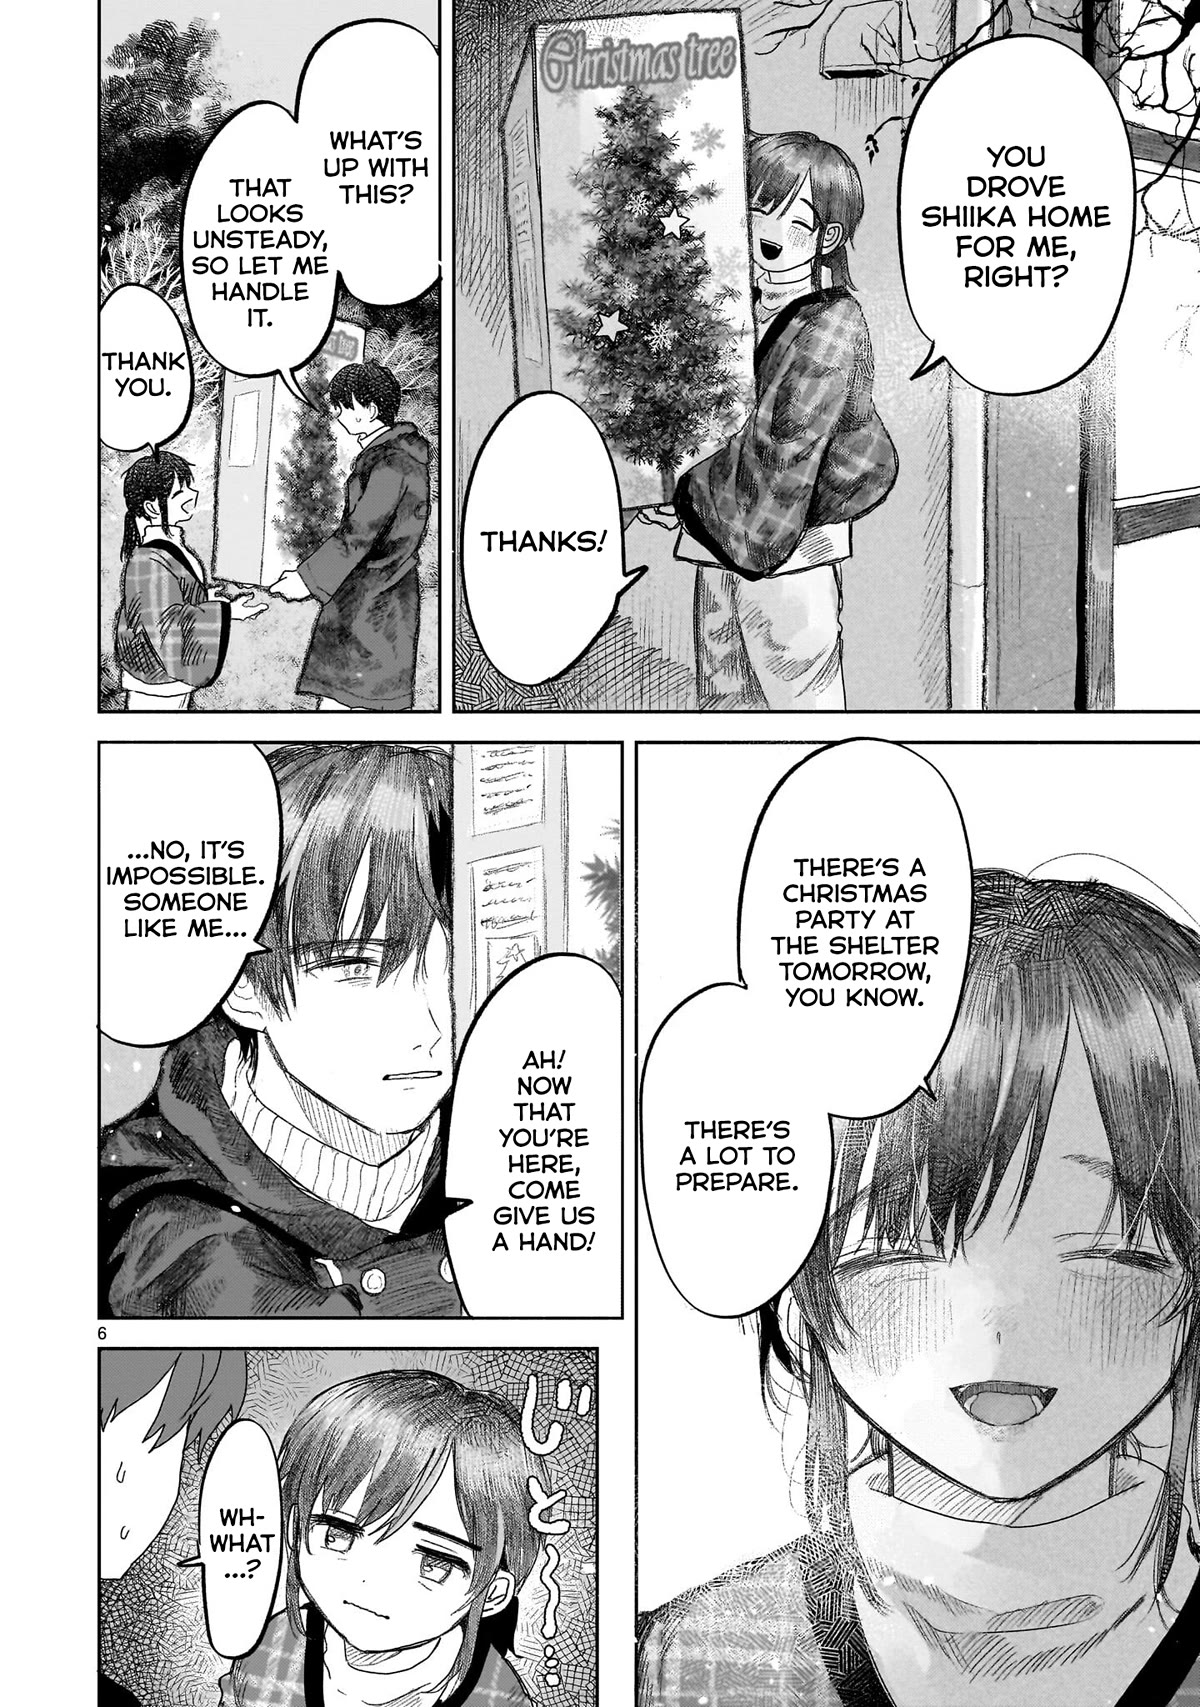 YOU
DROVE
SHIIKA HOME
FOR ME,
RIGHT?
Christmas tree
THANKS!
WHAT'S
UP WITH
THIS?
THAT
LOOKS
UNSTEADY,
SO LET ME
HANDLE
IT.
THANK
YOU.
THERE'S A
CHRISTMAS
PARTY AT
THE SHELTER
TOMORROW,
YOU KNOW.
THERE'S
A LOT TO
PREPARE.
AH!
NOW
THAT
YOU'RE
HERE,
COME
GIVE US
A HAND!
...NO, IT'S
IMPOSSIBLE.
SOMEONE
LIKE ME...
6
じーと〜〜...
WH-
WHAT
...?